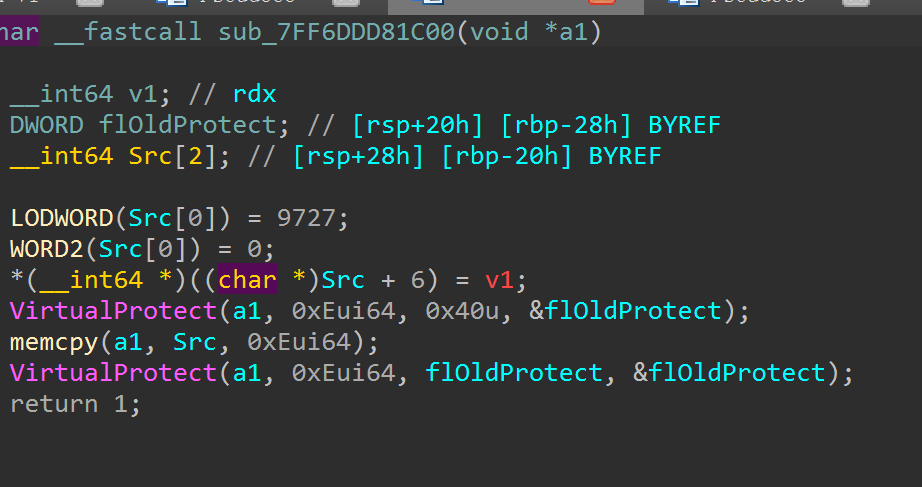 har __fastcall sub_7FF6DDD81C00(void *a1)
__int64 v1; // rdx
DWORD flOldProtect; // [rsp+20h] [rbp-28h] BYREF
__int64 Src[2]; // [rsp+28h] [rbp-20h] BYREF
LODWORD(Src[0]) = 9727;
WORD2(Src[0]) = 0;
*(__int64 *)((char *)Src + 6) = v1;
VirtualProtect(a1, 0xEui64, 0x40u, &flOldProtect);
memcpy(a1, Src, 0xEui64);
VirtualProtect(a1, 0xEui64, flOldProtect, &flOldProtect);
return 1;